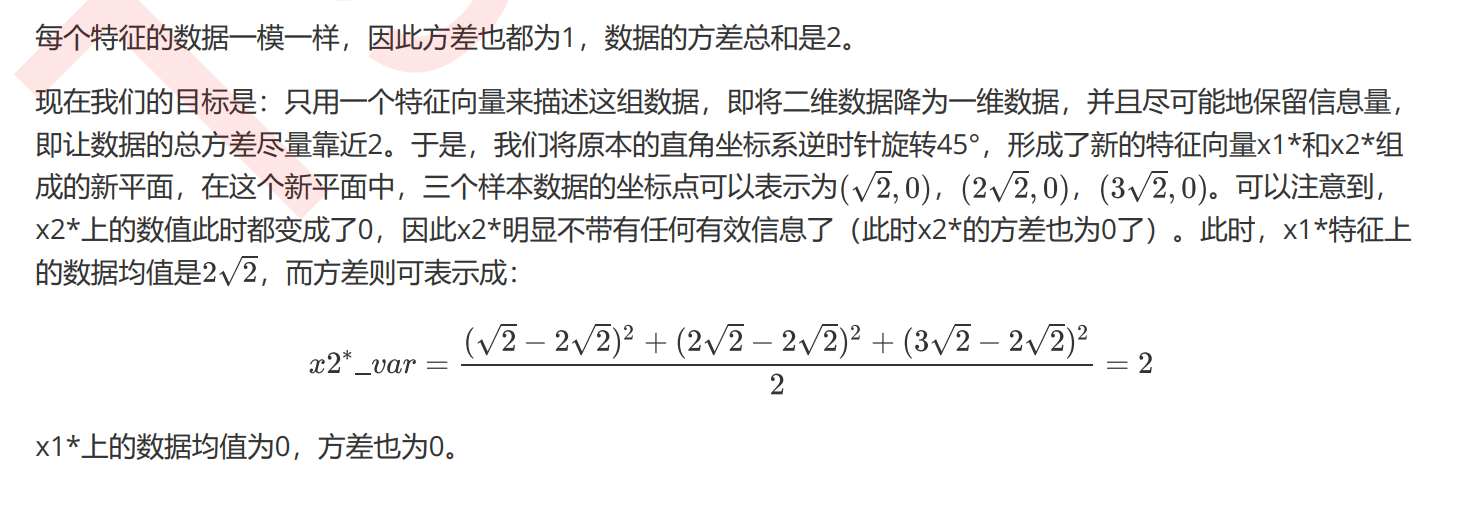 每个特征的数据一模一样，因此方差也都为1，数据的方差总和是2。
现在我们的目标是：只用一个特征向量来描述这组数据，即将二维数据降为一维数据，并且尽可能地保留信息量，
即让数据的总方差尽量靠近2。于是，我们将原本的直角坐标系逆时针旋转45°，形成了新的特征向量x1*和x2*组
成的新平面，在这个新平面中，三个样本数据的坐标点可以表示为(√2, 0)，(2√2, 0)，(3√2, 0)。可以注意到，
x2*上的数值此时都变成了0，因此x2*明显不带有任何有效信息了（此时x2*的方差也为0了）。此时，x1*特征上
的数据均值是2√2，而方差则可表示成：
x2*_var = ((√2 − 2√2)² + (2√2 − 2√2)² + (3√2 − 2√2)²) / 2 = 2
x1*上的数据均值为0，方差也为0。